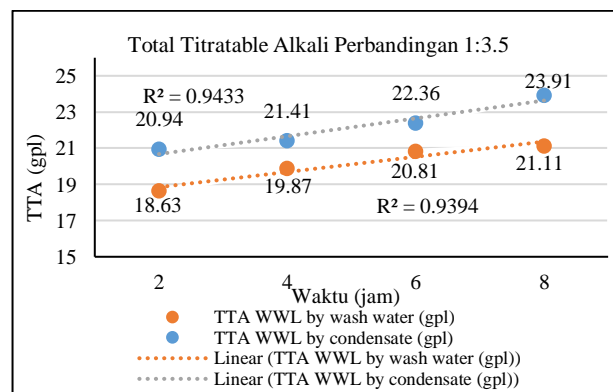 Total Titratable Alkali Perbandingan 1:3.5
TTA (gpl)
25
23
21
19
17
15
R² = 0.9433
20.94
21.41
22.36
23.91
18.63
19.87
20.81
21.11
R² = 0.9394
2
4
6
8
Waktu (jam)
TTA WWL by wash water (gpl)
TTA WWL by condensate (gpl)
Linear (TTA WWL by wash water (gpl))
Linear (TTA WWL by condensate (gpl))